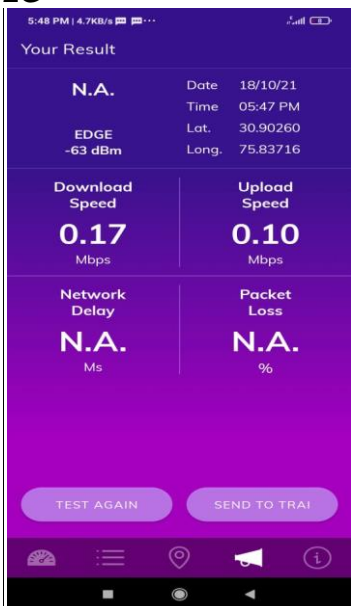 5:48 PM | 4.7KB/s
Your Result
N.A.
EDGE
-63 dBm
Date 18/10/21
Time 05:47 PM
Lat. 30.90260
Long. 75.83716
Download Speed
0.17
Mbps
Upload Speed
0.10
Mbps
Network Delay
N.A.
Ms
Packet Loss
N.A.
%
TEST AGAIN
SEND TO TRAI